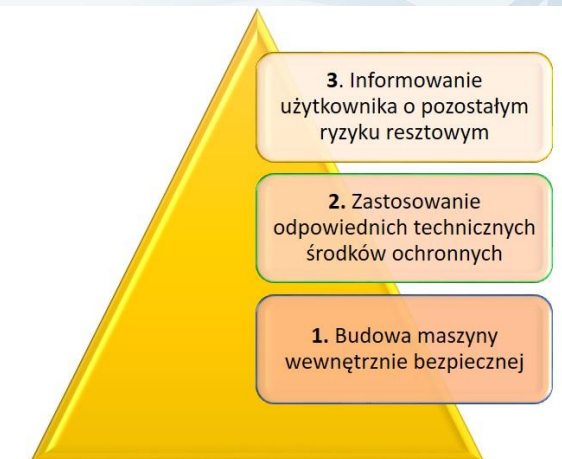 3. Informowanie
użytkownika o pozostałym
ryzyku resztowym
2. Zastosowanie
odpowiednich technicznych
środków ochronnych
1. Budowa maszyny
wewnętrznie bezpiecznej